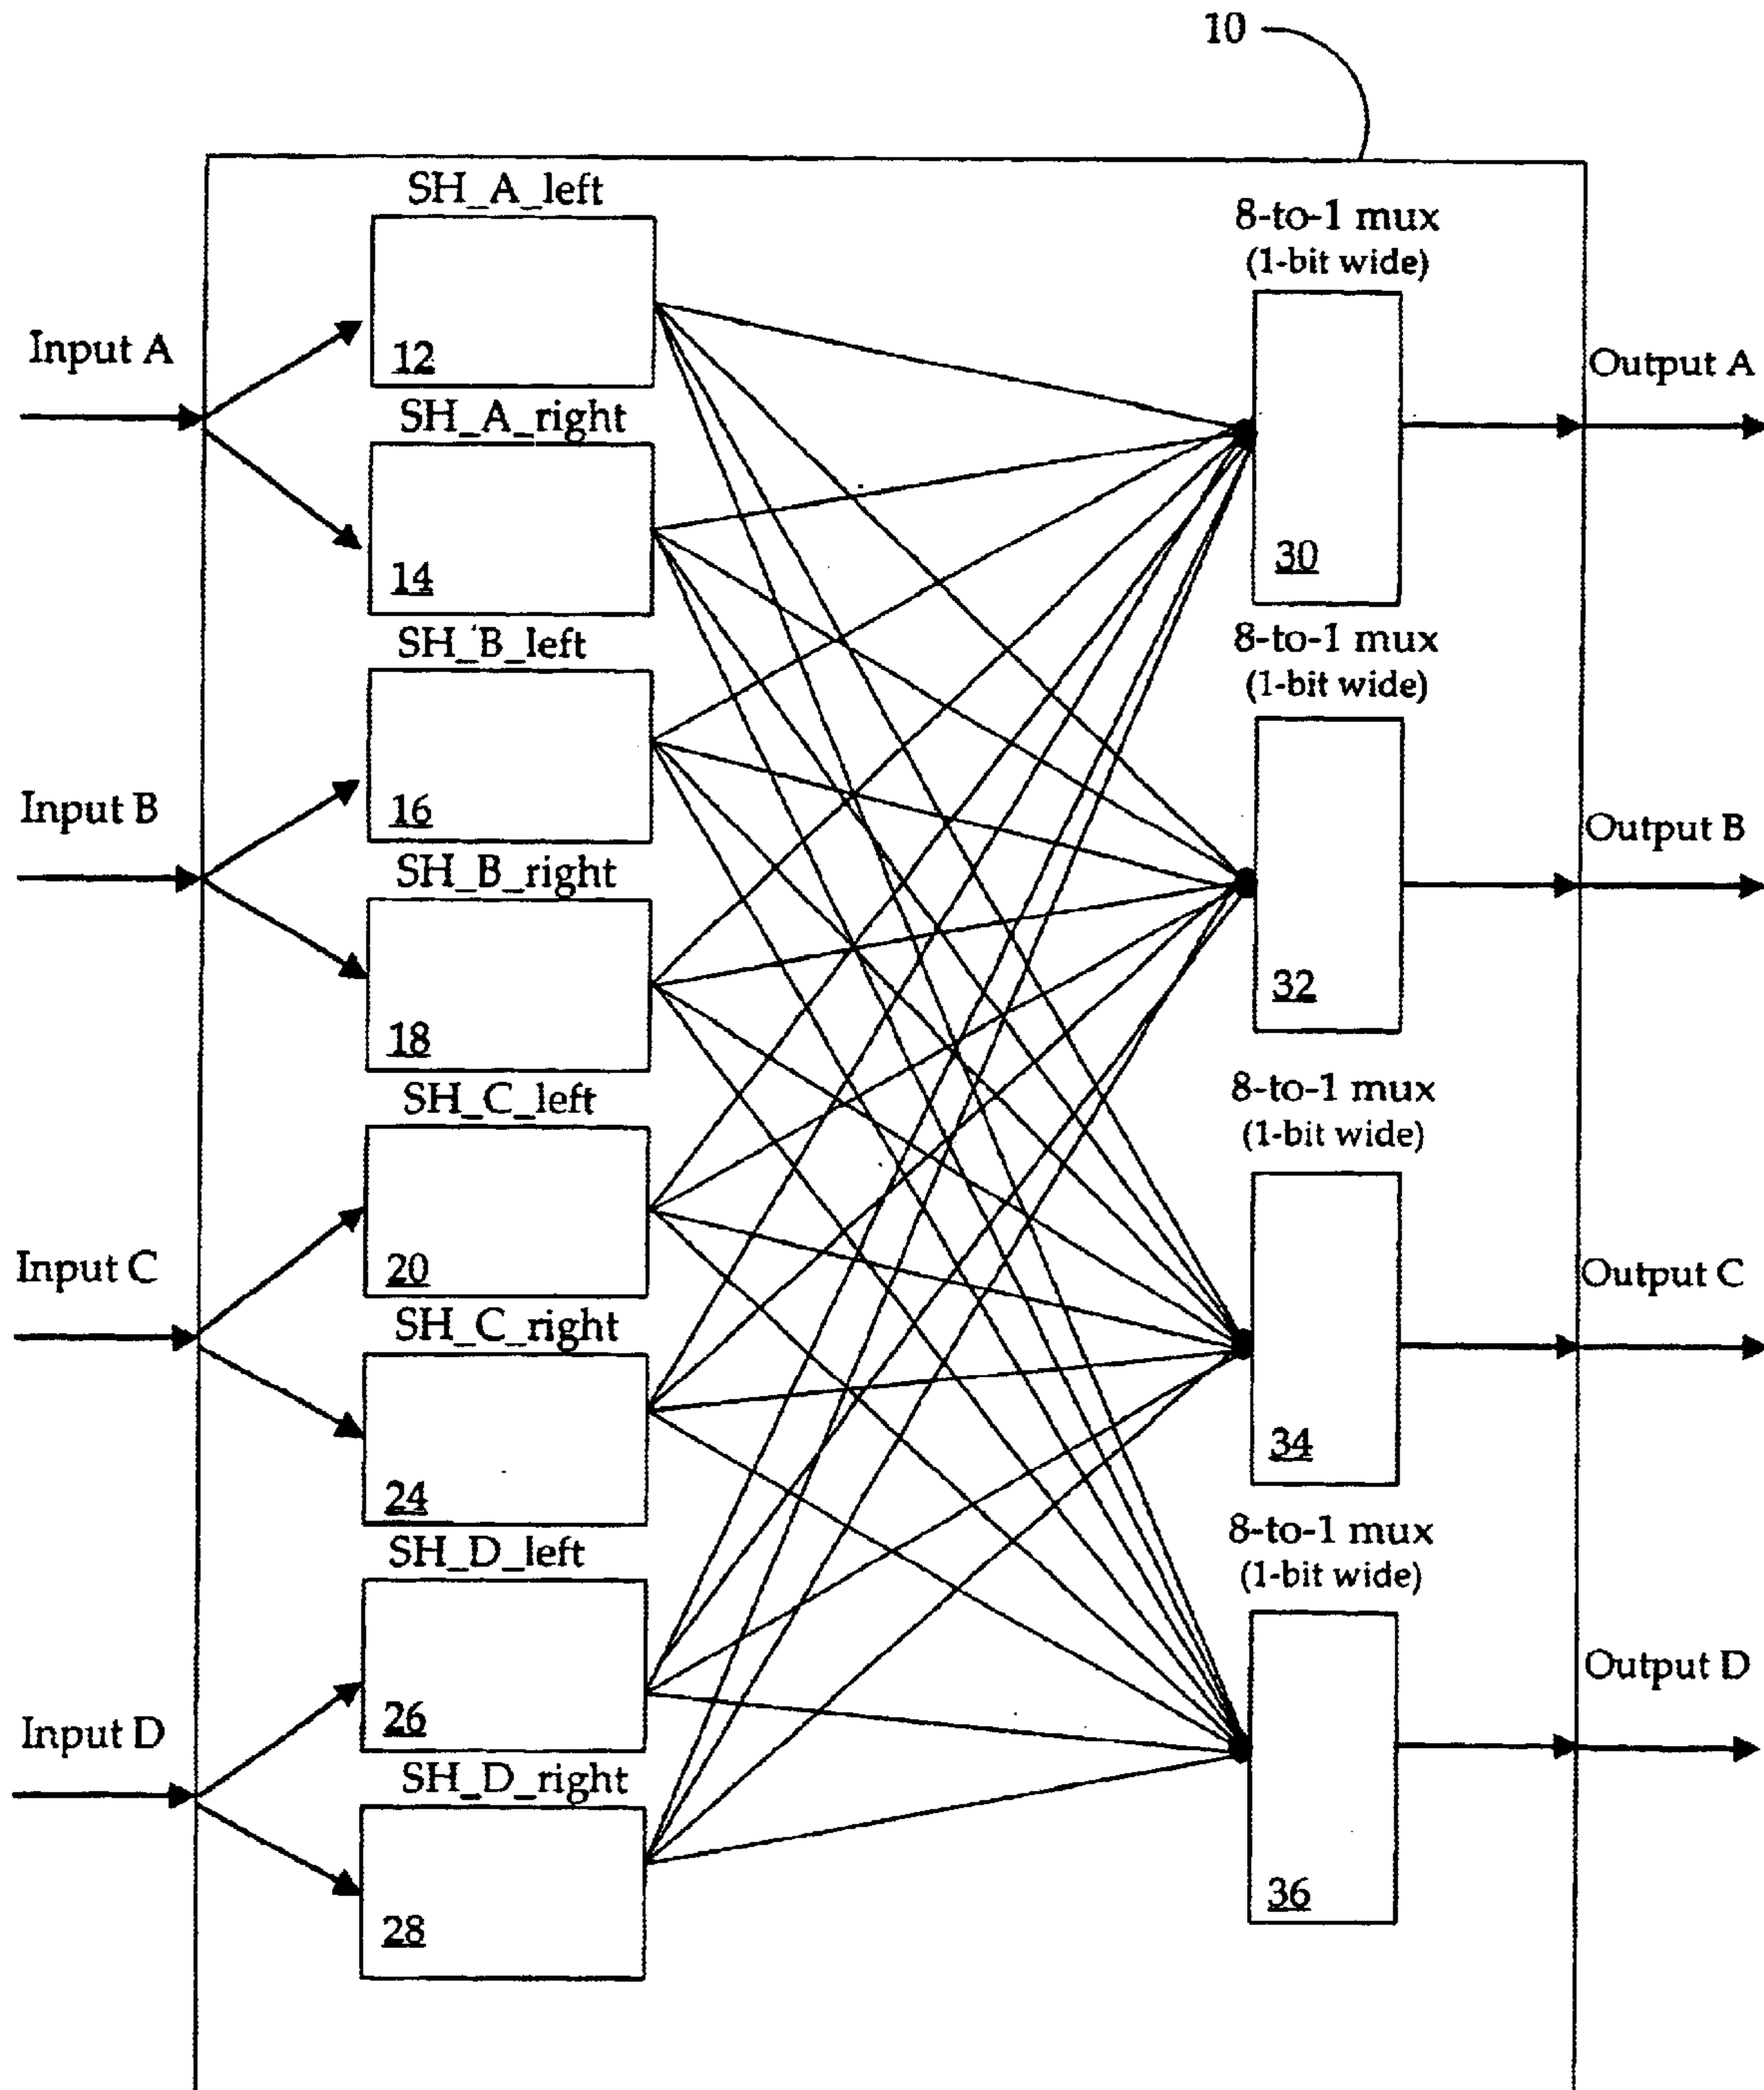 10
SH_A_left
12
SH_A_right
14
SH_B_left
16
SH_B_right
18
SH_C_left
20
SH_C_right
24
SH_D_left
26
SH_D_right
28
Input A
Input B
Input C
Input D
8-to-1 mux
(1-bit wide)
30
8-to-1 mux
(1-bit wide)
32
8-to-1 mux
(1-bit wide)
34
8-to-1 mux
(1-bit wide)
36
Output A
Output B
Output C
Output D